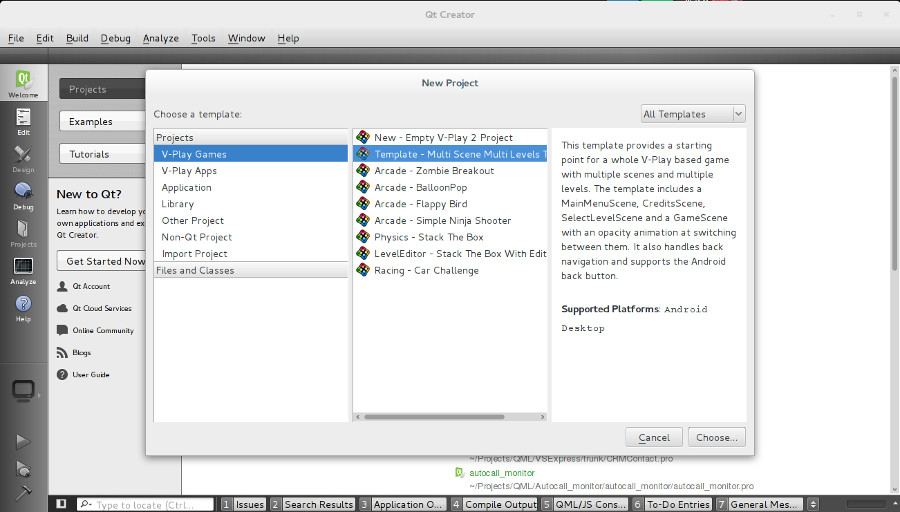 Qt Creator
File Edit Build Debug Analyze Tools Window Help
Welcome
Edit
Design
Debug
Projects
Analyze
Help
Projects
Examples
Tutorials
New to Qt?
Learn how to develop yo
own applications and ex
Qt Creator.
Get Started Now
Qt Account
Qt Cloud Services
Online Community
Blogs
User Guide
New Project
Choose a template:
All Templates
Projects
V-Play Games
V-Play Apps
Application
Library
Other Project
Non-Qt Project
Import Project
Files and Classes
New - Empty V-Play 2 Project
Template - Multi Scene Multi Levels T
Arcade - Zombie Breakout
Arcade - BalloonPop
Arcade - Flappy Bird
Arcade - Simple Ninja Shooter
Physics - Stack The Box
LevelEditor - Stack The Box With Edit
Racing - Car Challenge
This template provides a starting
point for a whole V-Play based game
with multiple scenes and multiple
levels. The template includes a
MainMenuScene, CreditsScene,
SelectLevelScene and a GameScene
with an opacity animation at switching
between them. It also handles back
navigation and supports the Android
back button.
Supported Platforms: Android
Desktop
Cancel
Choose...
~/Projects/QML/VSExpress/trunk/CRMContact.pro
autocall_monitor
~/Projects/QML/Autocall_monitor/autocall_monitor/autocall_monitor.pro
Type to locate (Ctrl...
1 Issues 2 Search Results 3 Application O... 4 Compile Output 5 QML/JS Cons... 6 To-Do Entries 7 General Mes...